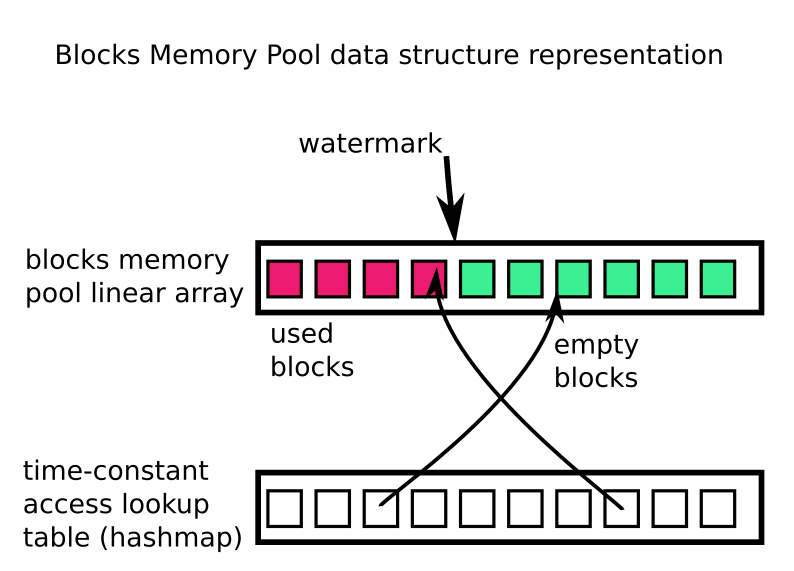 Blocks Memory Pool data structure representation
watermark
blocks memory
pool linear array
used
blocks
empty
blocks
time-constant
access lookup
table (hashmap)